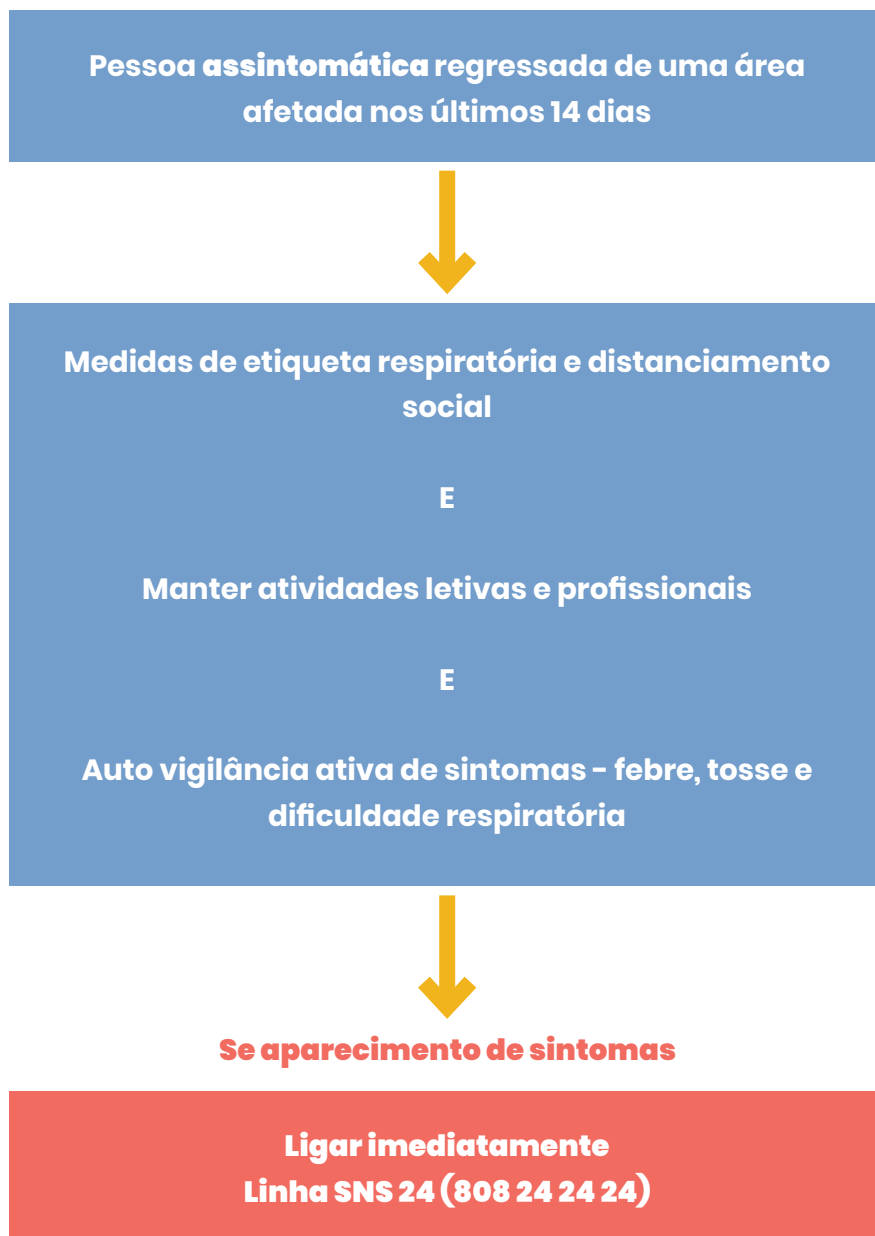 Pessoa assintomática regressada de uma área
afetada nos últimos 14 dias
Medidas de etiqueta respiratória e distanciamento
social
E
Manter atividades letivas e profissionais
E
Auto vigilância ativa de sintomas - febre, tosse e
dificuldade respiratória
Se aparecimento de sintomas
Ligar imediatamente
Linha SNS 24 (808 24 24 24)